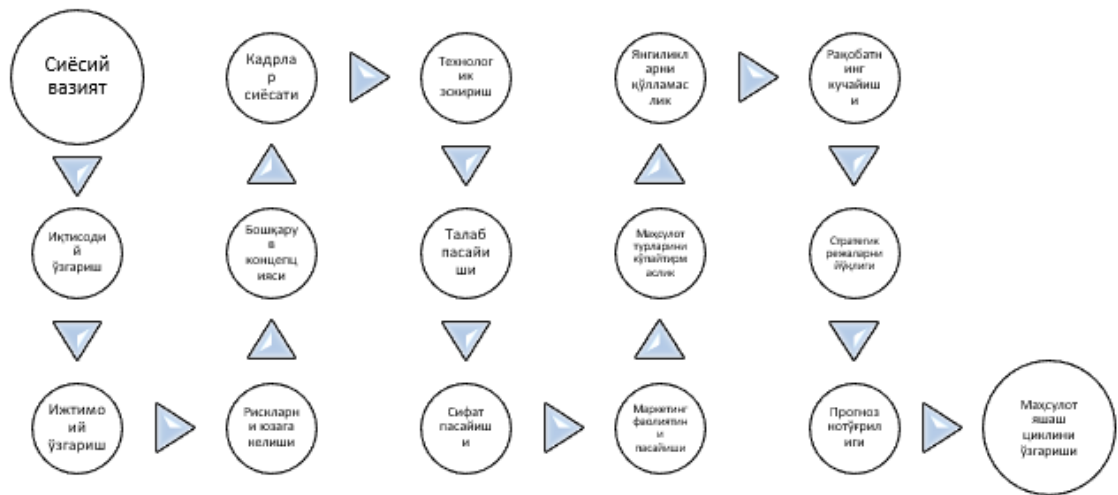 Сиёсий
вазият
Иқтисоди
й
ўзгариш
Ижтимо
ий
ўзгариш
Рискларн
и юзага
келиши
Бошқару
в
концепц
ияси
Кадрла
р
сиёсати
Технолог
ик
эскириш
Талаб
пасайи
ши
Сифат
пасайиш
и
Маркетинг
фаолиятин
и
пасайиши
Маҳсулот
турларини
кўпайтирм
аслик
Янгиликл
арни
қўлламас
лик
Рақобатн
инг
кучайиш
и
Стратегик
режаларни
йўқлиги
Прогноз
нотўғрил
иги
Маҳсулот
яшаш
циклини
ўзгариши